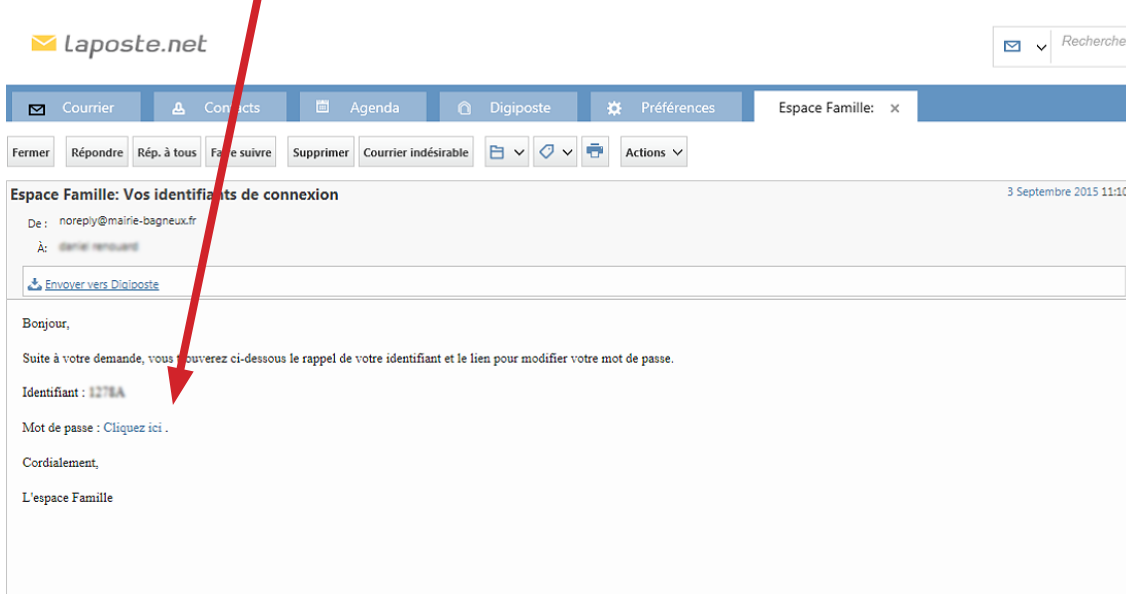 laposte.net
Recherche
Courrier Contacts Agenda Digiposte Préférences Espace Famille: ×
Fermer Répondre Rép. à tous Faire suivre Supprimer Courrier indésirable Actions
Espace Famille: Vos identifiants de connexion 3 Septembre 2015 11:10
De : noreply@mairie-bagneux.fr
À:
Envoyer vers Digiposte
Bonjour,
Suite à votre demande, vous trouverez ci-dessous le rappel de votre identifiant et le lien pour modifier votre mot de passe.
Identifiant :
Mot de passe : Cliquez ici .
Cordialement,
L'espace Famille